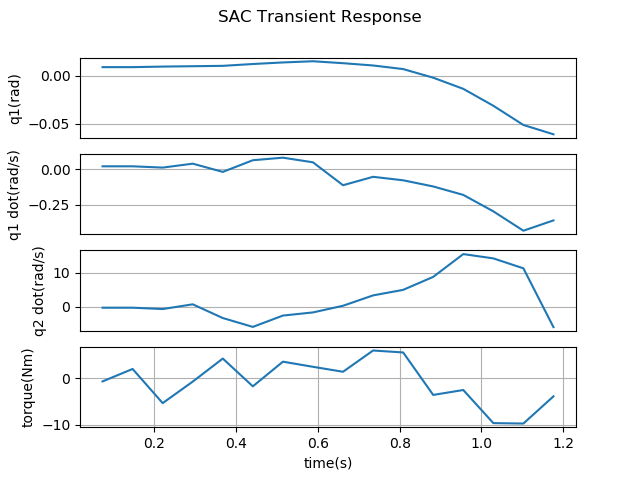 SAC Transient Response
q1(rad)
0.00
−0.05
q1 dot(rad/s)
0.00
−0.25
q2 dot(rad/s)
10
0
torque(Nm)
0
−10
0.2 0.4 0.6 0.8 1.0 1.2
time(s)